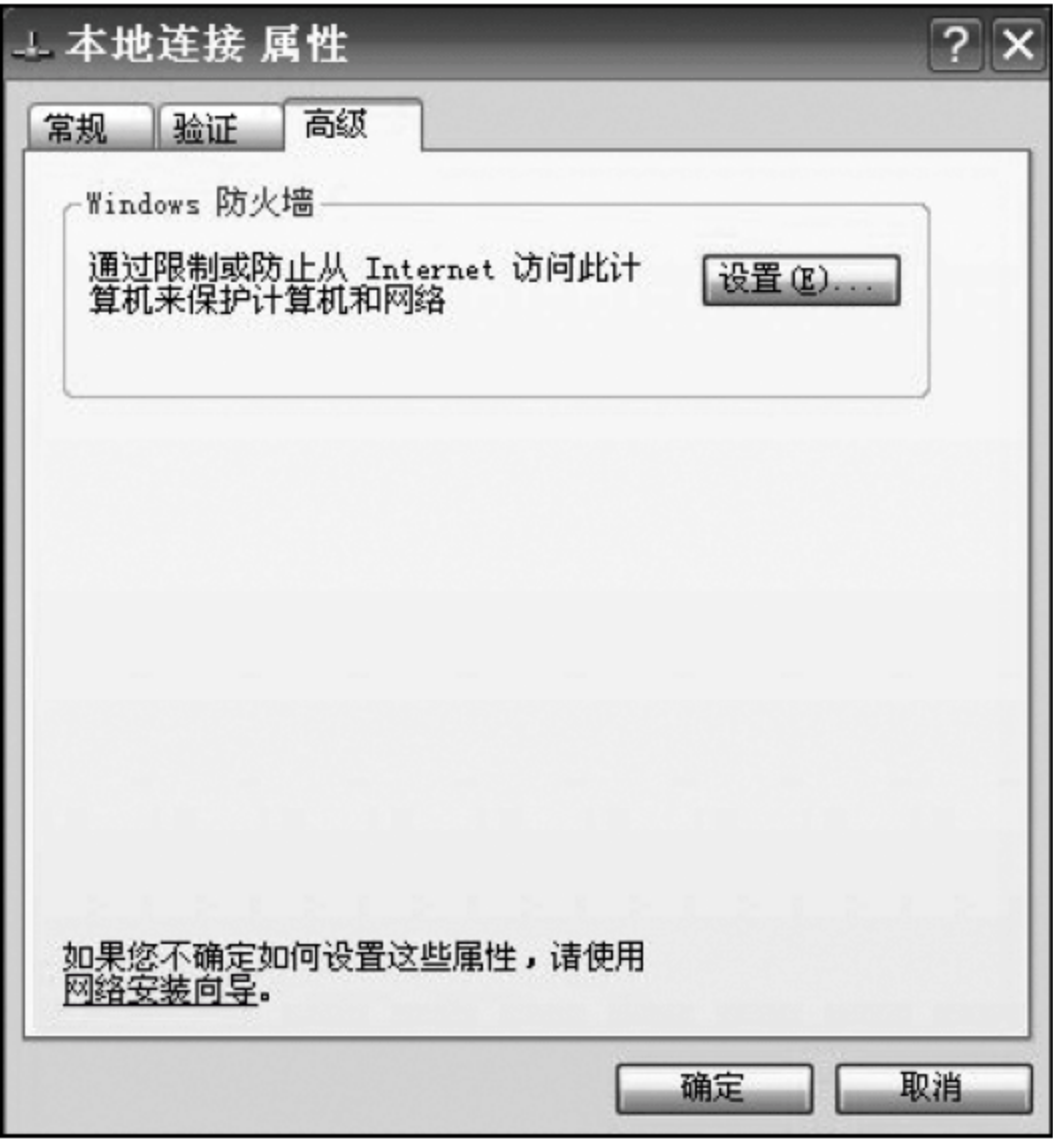 本地连接 属性
常规 验证 高级
Windows 防火墙
通过限制或防止从 Internet 访问此计
算机来保护计算机和网络
设置(E)...
如果您不确定如何设置这些属性，请使用
网络安装向导。
确定 取消